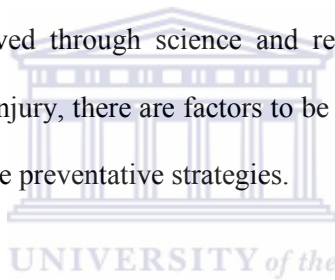 ved through science and re
njury, there are factors to be
e preventative strategies.
UNIVERSITY of the